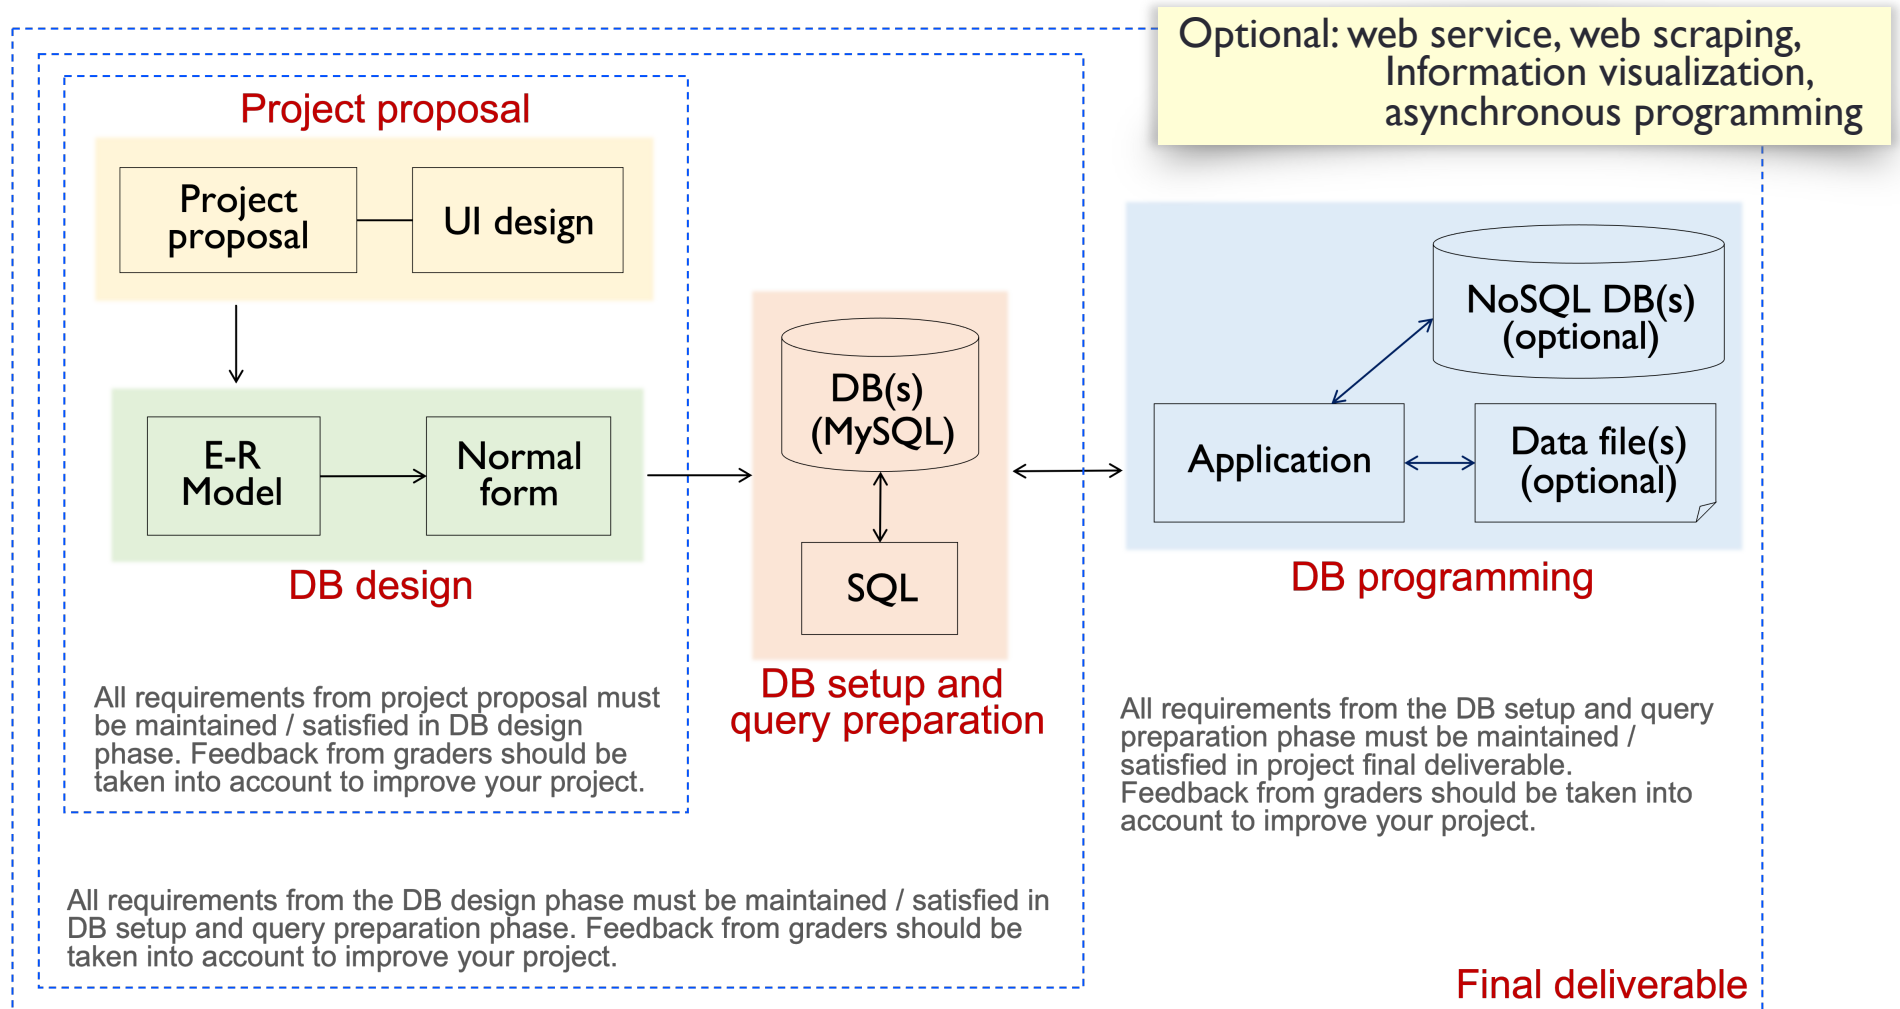 Optional: web service, web scraping,
Information visualization,
asynchronous programming
Project proposal
Project
proposal
UI design
E-R
Model
Normal
form
DB design
All requirements from project proposal must
be maintained / satisfied in DB design
phase. Feedback from graders should be
taken into account to improve your project.
DB(s)
(MySQL)
SQL
DB setup and
query preparation
All requirements from the DB design phase must be maintained / satisfied in
DB setup and query preparation phase. Feedback from graders should be
taken into account to improve your project.
NoSQL DB(s)
(optional)
Application
Data file(s)
(optional)
DB programming
All requirements from the DB setup and query
preparation phase must be maintained /
satisfied in project final deliverable.
Feedback from graders should be taken into
account to improve your project.
Final deliverable